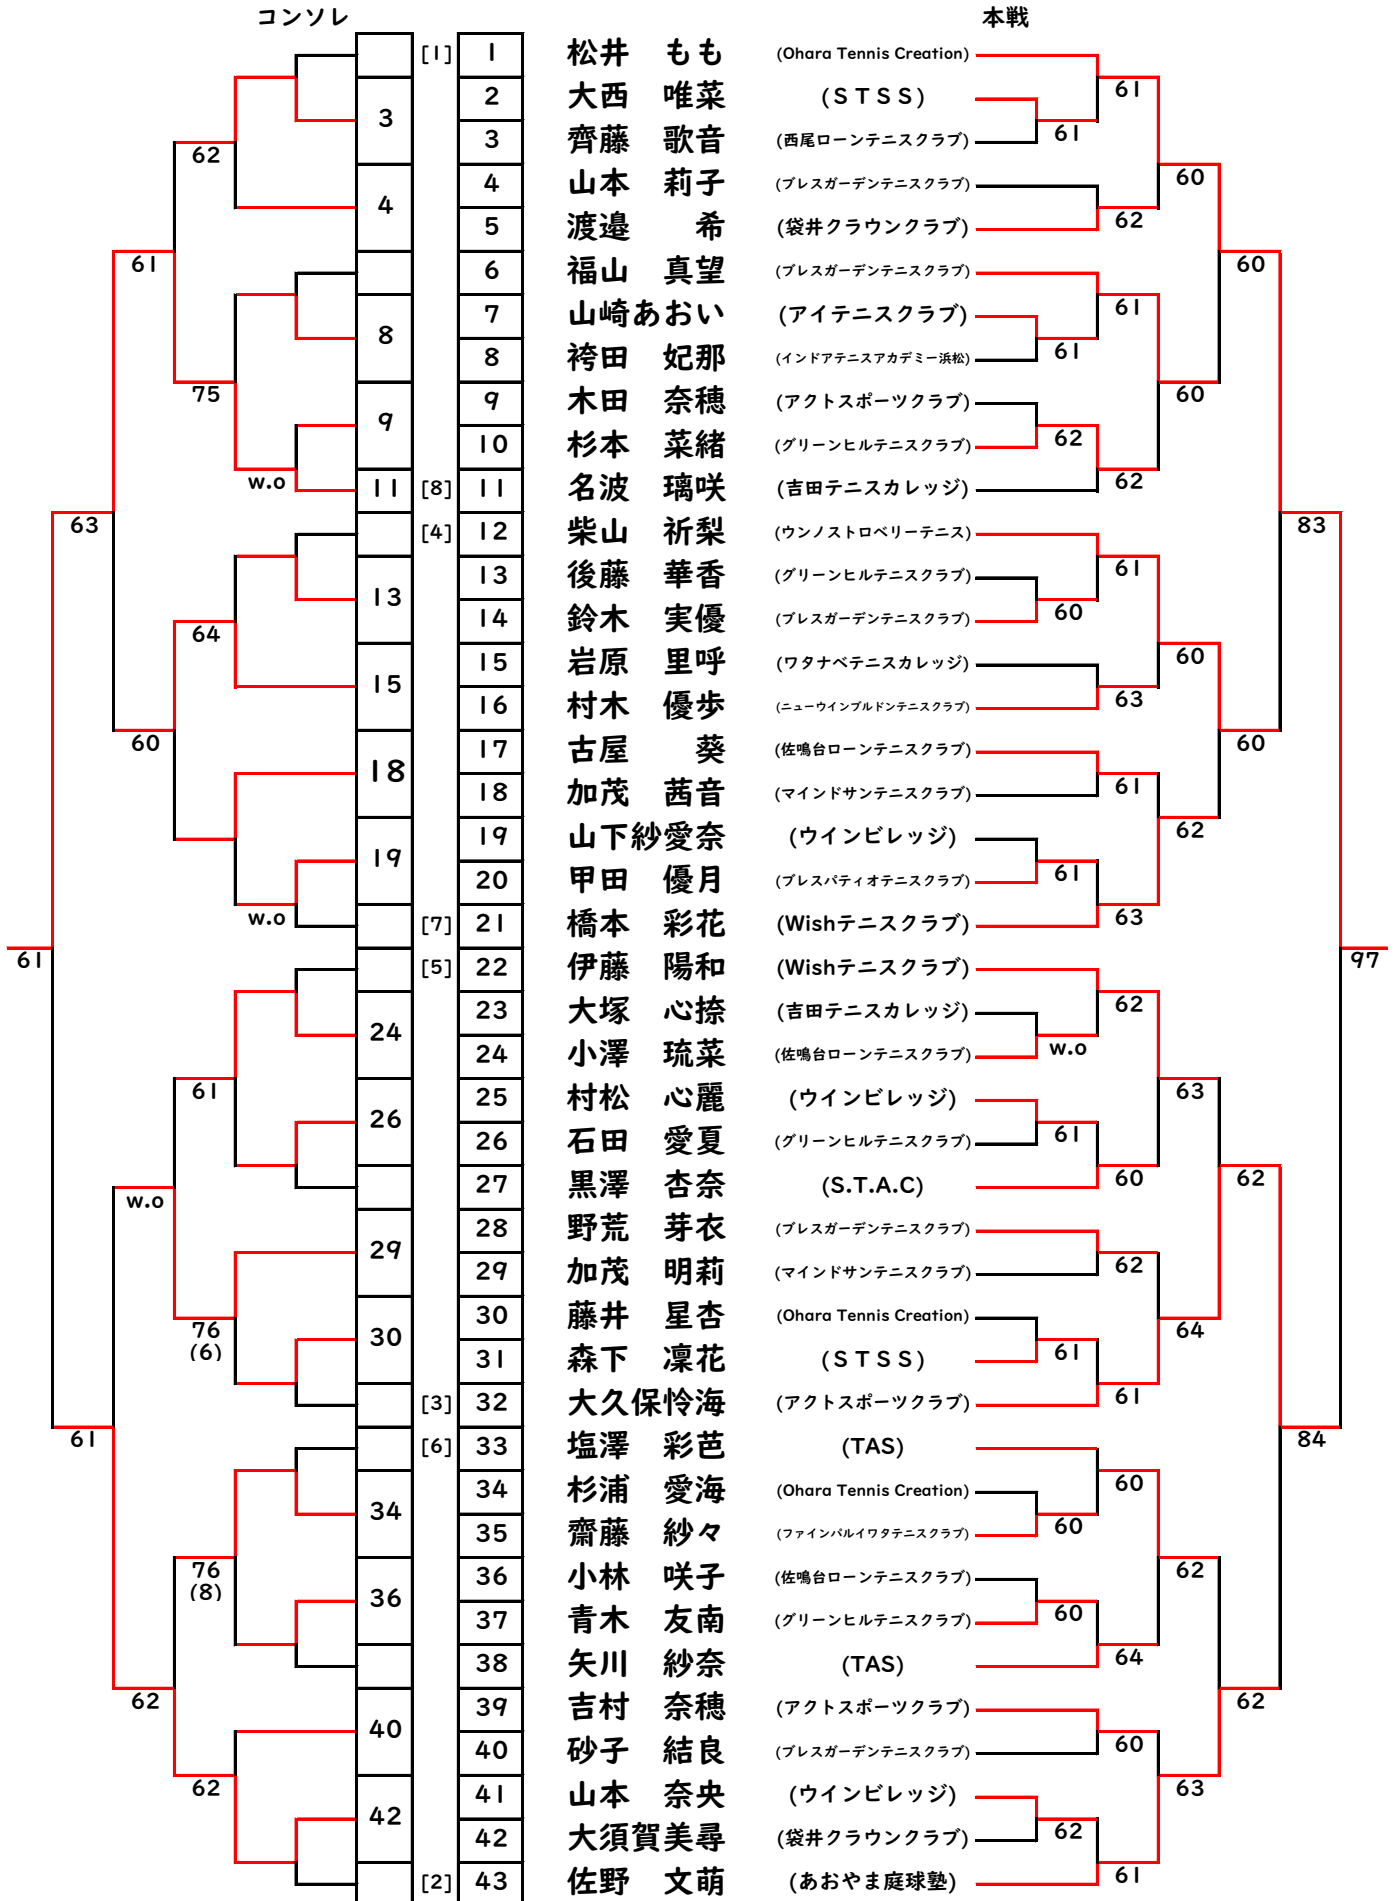 コンソレ 本戦
[1] 1 松井 もも (Ohara Tennis Creation)
61
2 大西 唯菜 (STSS)
3
61
3 齊藤 歌音 (西尾ローンテニスクラブ)
62
60
4 山本 莉子 (ブレスガーデンテニスクラブ)
4
62
5 渡邉 希 (袋井クラウンクラブ)
61
60
6 福山 真望 (ブレスガーデンテニスクラブ)
61
7 山崎あおい (アイテニスクラブ)
8
61
8 袴田 妃那 (インドアテニスアカデミー浜松)
75
60
9 木田 奈穂 (アクトスポーツクラブ)
9
62
10 杉本 菜緒 (グリーンヒルテニスクラブ)
w.o
62
11 [8] 11 名波 璃咲 (吉田テニスカレッジ)
63
83
[4] 12 柴山 祈梨 (ウンノストロベリーテニス)
61
13 後藤 華香 (グリーンヒルテニスクラブ)
13
60
14 鈴木 実優 (ブレスガーデンテニスクラブ)
64
60
15 岩原 里呼 (ワタナベテニスカレッジ)
15
63
16 村木 優歩 (ニューウインブルドンテニスクラブ)
60
60
17 古屋 葵 (佐鳴台ローンテニスクラブ)
18
61
18 加茂 茜音 (マインドサンテニスクラブ)
62
19 山下紗愛奈 (ウインビレッジ)
19
61
20 甲田 優月 (ブレスパティオテニスクラブ)
w.o
63
[7] 21 橋本 彩花 (Wishテニスクラブ)
61
97
[5] 22 伊藤 陽和 (Wishテニスクラブ)
62
23 大塚 心捺 (吉田テニスカレッジ)
24
w.o
24 小澤 琉菜 (佐鳴台ローンテニスクラブ)
61
63
25 村松 心麗 (ウインビレッジ)
26
61
26 石田 愛夏 (グリーンヒルテニスクラブ)
60
27 黒澤 杏奈 (S.T.A.C)
w.o
62
28 野荒 芽衣 (ブレスガーデンテニスクラブ)
29
62
29 加茂 明莉 (マインドサンテニスクラブ)
30 藤井 星杏 (Ohara Tennis Creation)
76
(6)
64
30
61
31 森下 凜花 (STSS)
61
[3] 32 大久保怜海 (アクトスポーツクラブ)
61
84
[6] 33 塩澤 彩芭 (TAS)
60
34 杉浦 愛海 (Ohara Tennis Creation)
34
60
35 齋藤 紗々 (ファインパルイワタテニスクラブ)
76
(8)
62
36 小林 咲子 (佐鳴台ローンテニスクラブ)
36
60
37 青木 友南 (グリーンヒルテニスクラブ)
64
38 矢川 紗奈 (TAS)
62
62
39 吉村 奈穂 (アクトスポーツクラブ)
40
60
40 砂子 結良 (ブレスガーデンテニスクラブ)
62
63
41 山本 奈央 (ウインビレッジ)
42
62
42 大須賀美尋 (袋井クラウンクラブ)
61
[2] 43 佐野 文萌 (あおやま庭球塾)